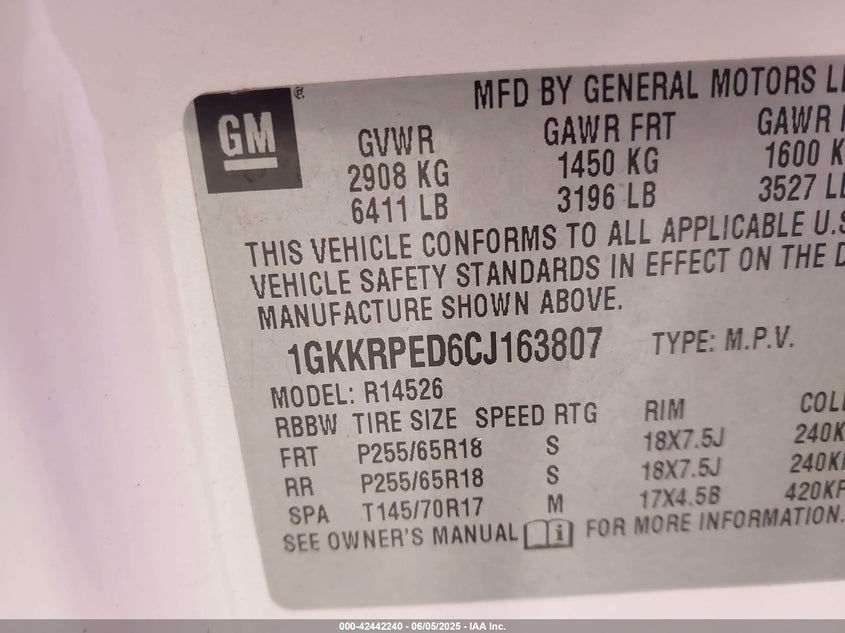 MFD BY GENERAL MOTORS
GM
GVWR GAWR FRT GAWR
2908 KG 1450 KG 1600
6411 LB 3196 LB 3527
THIS VEHICLE CONFORMS TO ALL APPLICABLE
VEHICLE SAFETY STANDARDS IN EFFECT ON THE
MANUFACTURE SHOWN ABOVE.
1GKKRPED6CJ163807 TYPE: M.P.V.
MODEL: R14526
RBBW TIRE SIZE SPEED RTG RIM
FRT P255/65R18 S 18X7.5J
RR P255/65R18 S 18X7.5J
SPA T145/70R17 M 17X4.5B
SEE OWNER'S MANUAL FOR MORE INFORMATION.
000-42442240 - 06/05/2025 - IAA Inc.